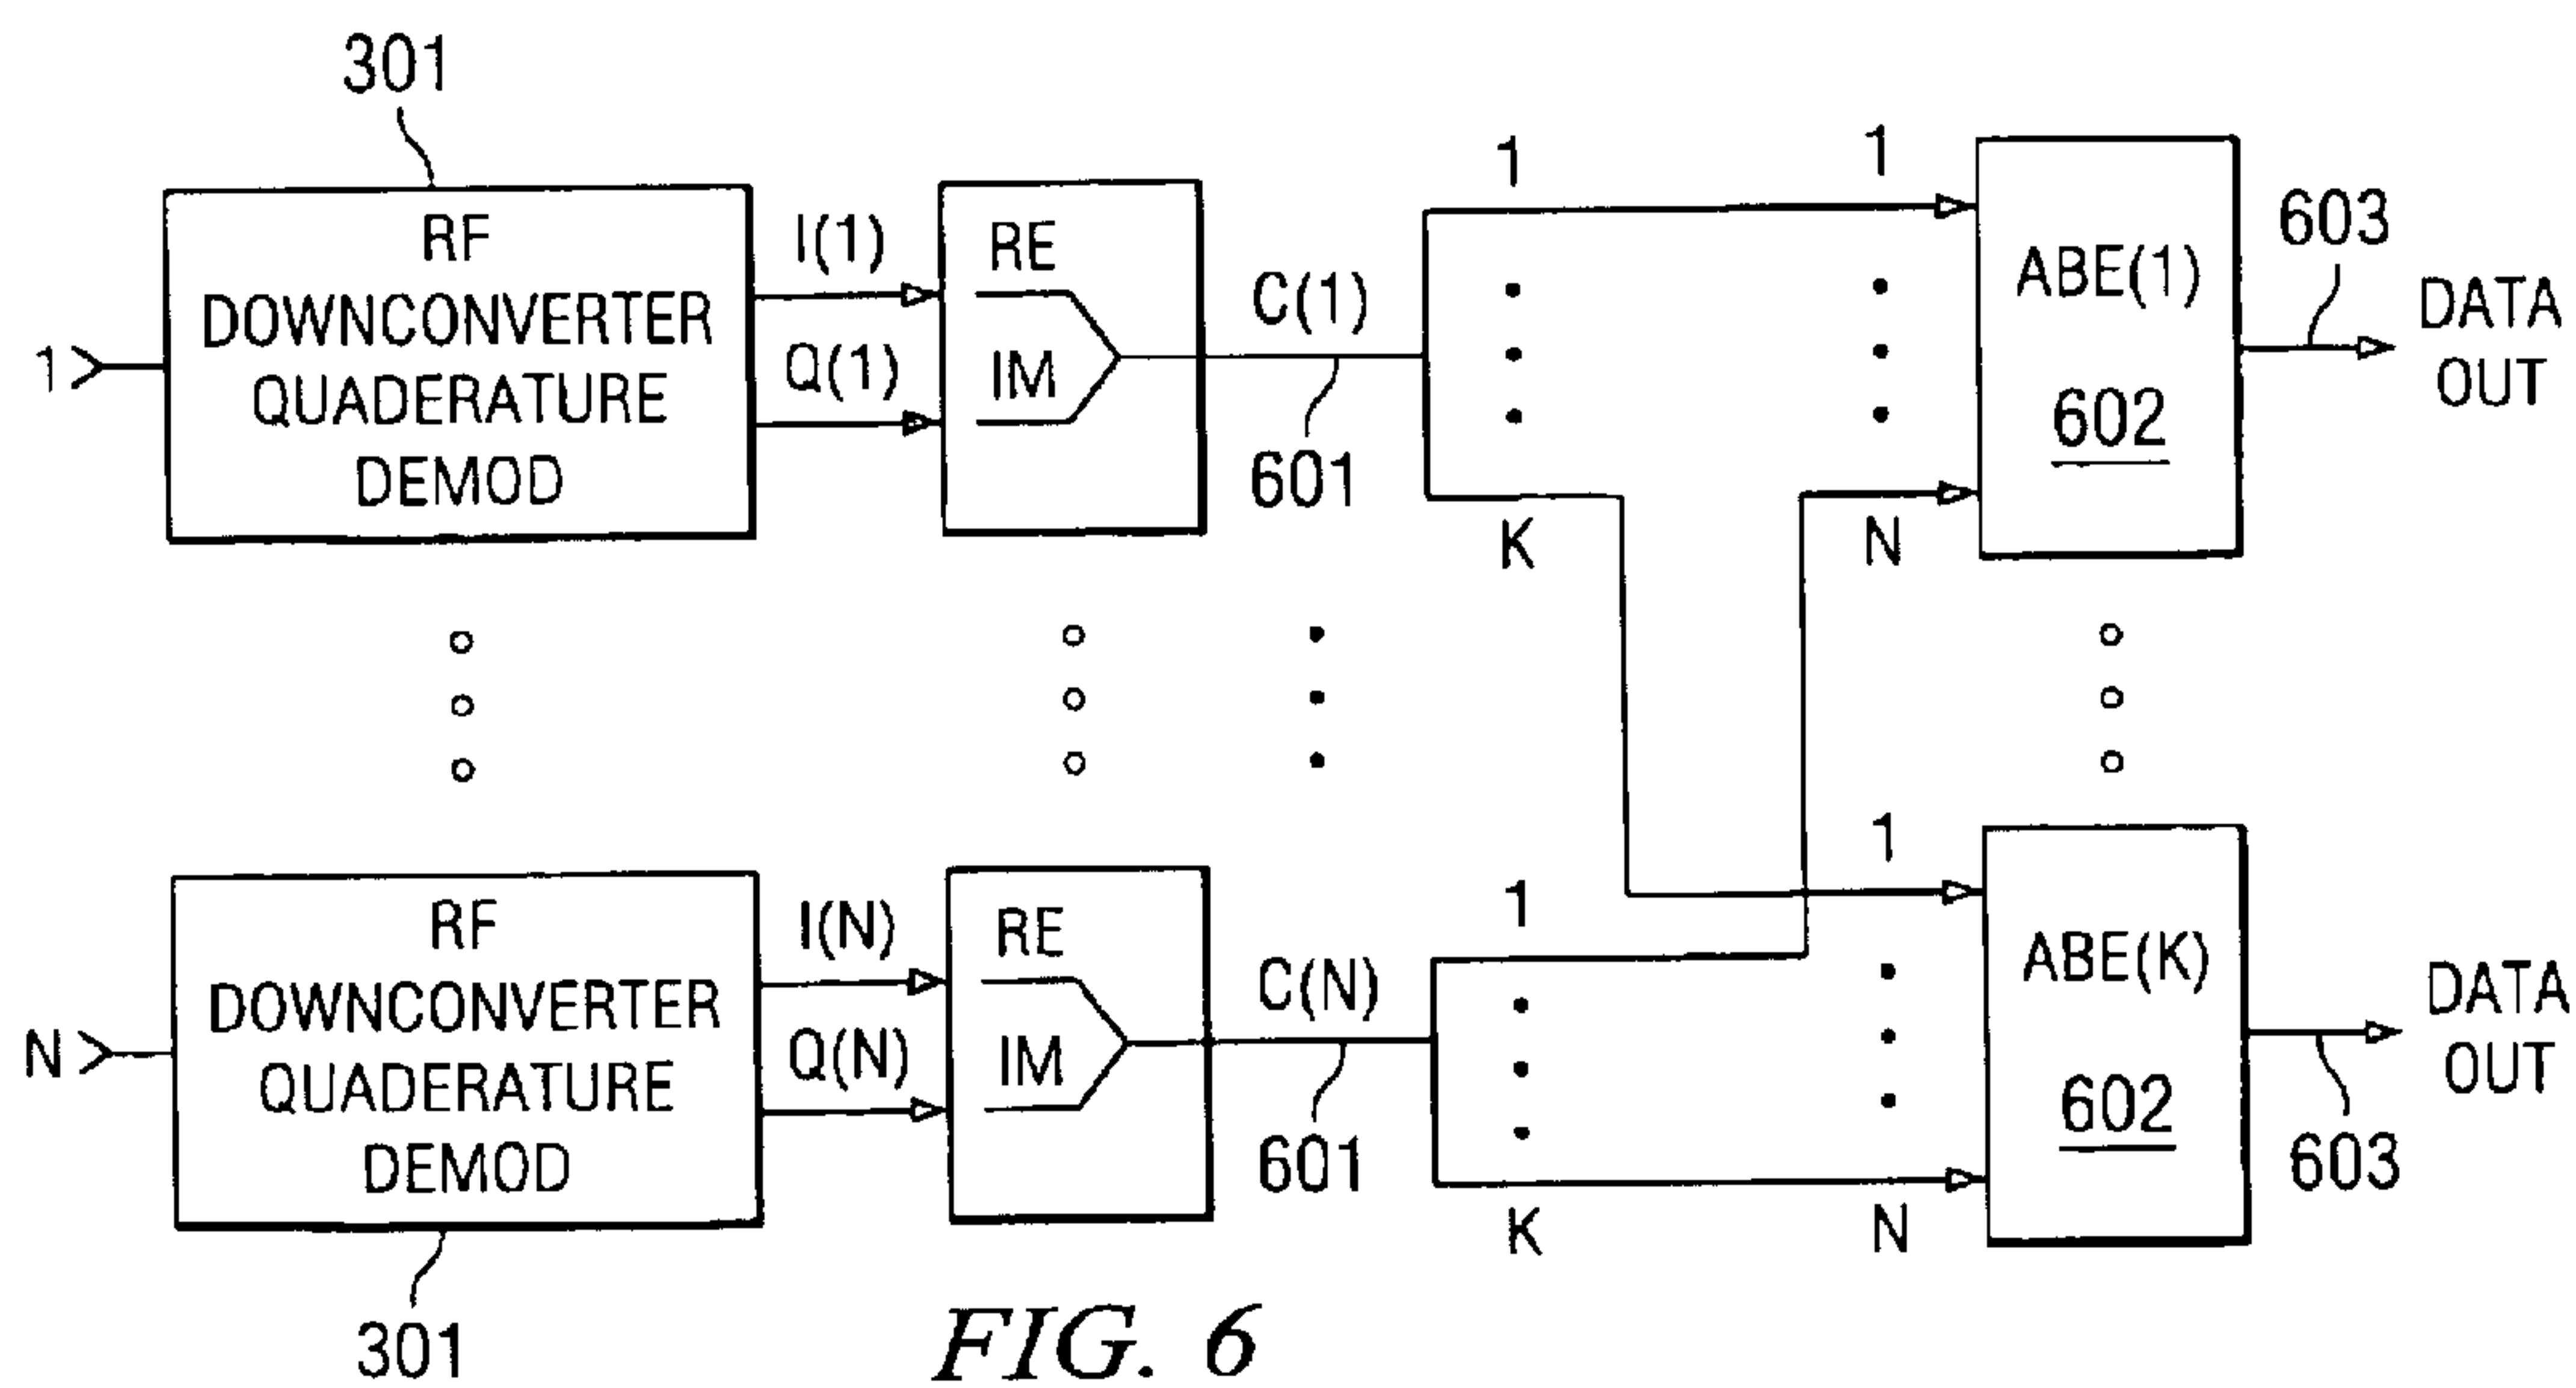 301
RF
DOWNCONVERTER
QUADERATURE
DEMOD
1
I(1)
Q(1)
RE
IM
C(1)
601
1
K
1
N
ABE(1)
602
603
DATA
OUT
N
RF
DOWNCONVERTER
QUADERATURE
DEMOD
301
I(N)
Q(N)
RE
IM
C(N)
601
1
K
1
N
ABE(K)
602
603
DATA
OUT
FIG. 6